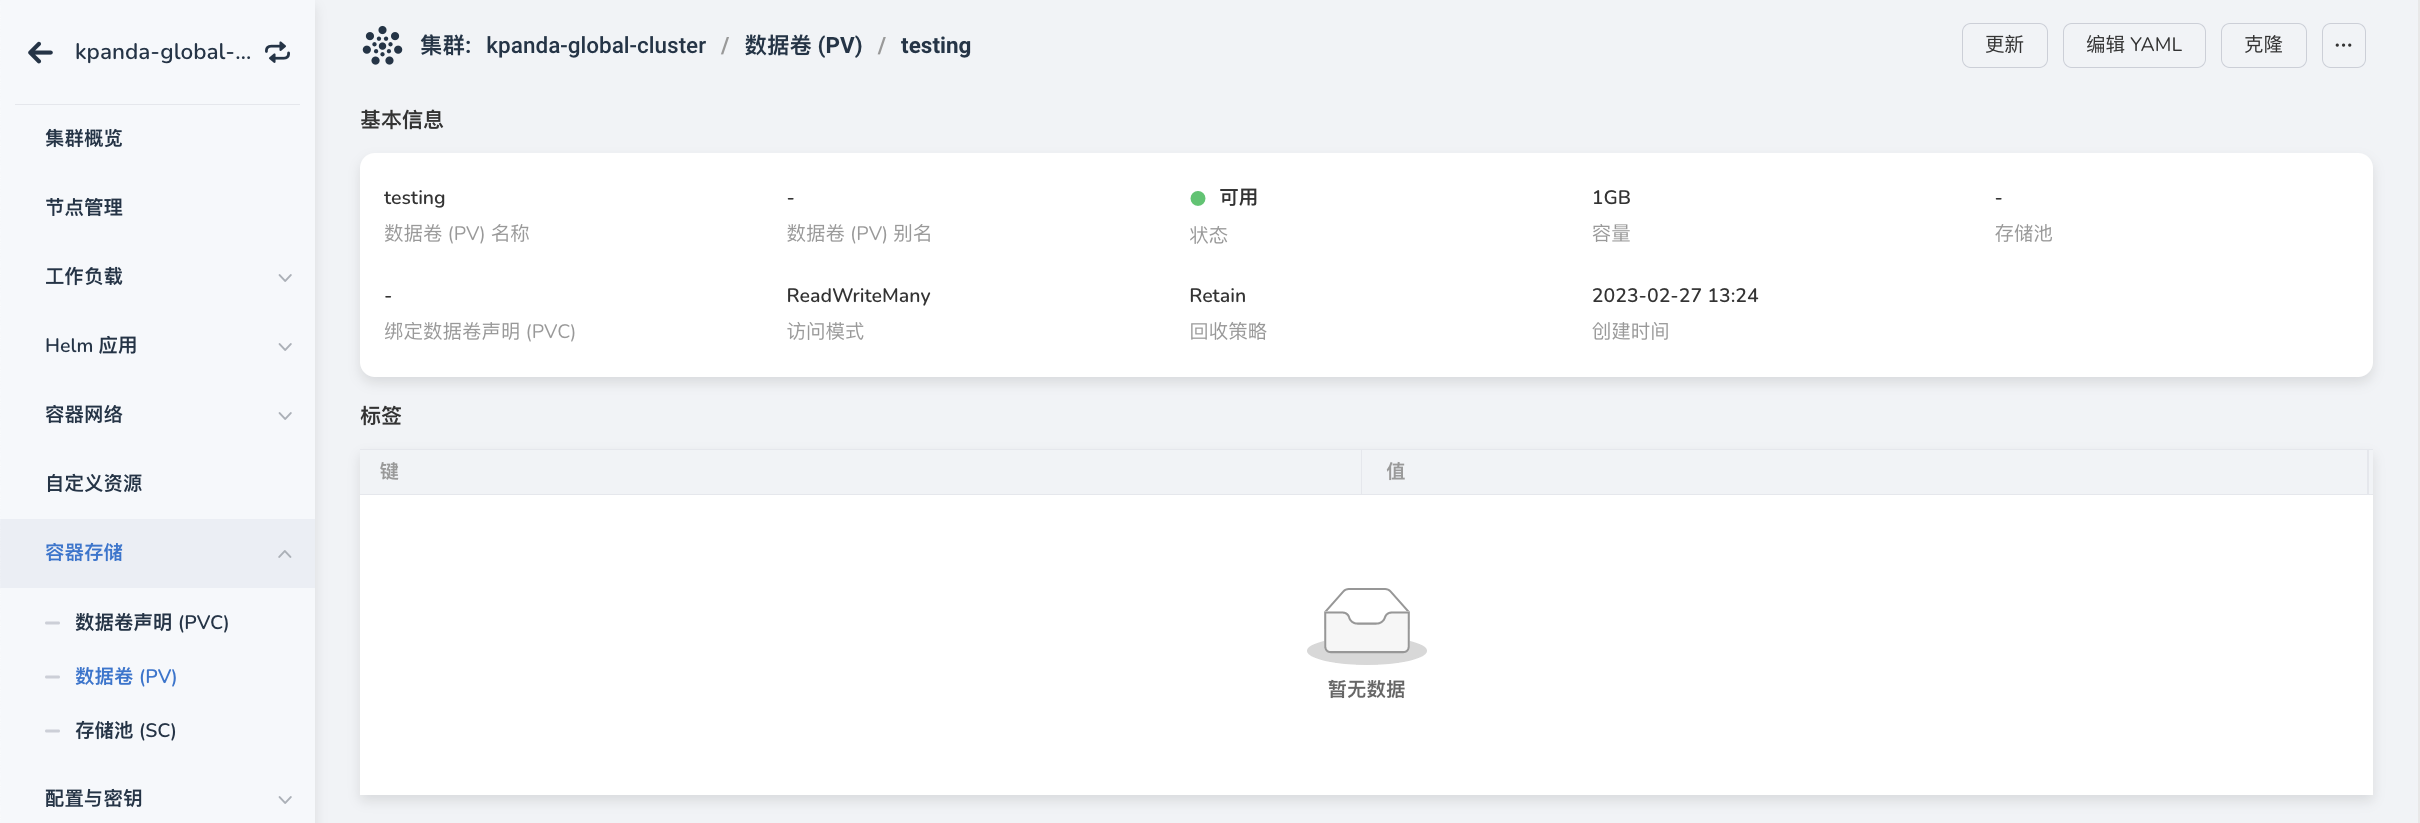 kpanda-global-...
集群概览
节点管理
工作负载
Helm 应用
容器网络
自定义资源
容器存储
数据卷声明 (PVC)
数据卷 (PV)
存储池 (SC)
配置与密钥
集群: kpanda-global-cluster / 数据卷 (PV) / testing
更新
编辑 YAML
克隆
...
基本信息
testing
数据卷 (PV) 名称
-
数据卷 (PV) 别名
可用
状态
1GB
容量
-
存储池
-
绑定数据卷声明 (PVC)
ReadWriteMany
访问模式
Retain
回收策略
2023-02-27 13:24
创建时间
标签
键
值
暂无数据